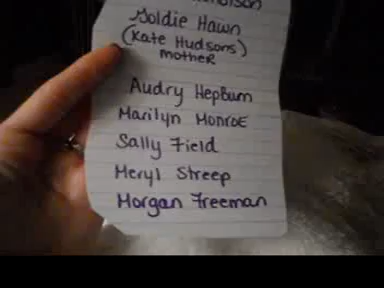 Goldie Hawn
(Kate Hudsons)
mother
Audry Hepburn
Marilyn Monroe
Sally Field
Meryl Streep
Morgan Freeman